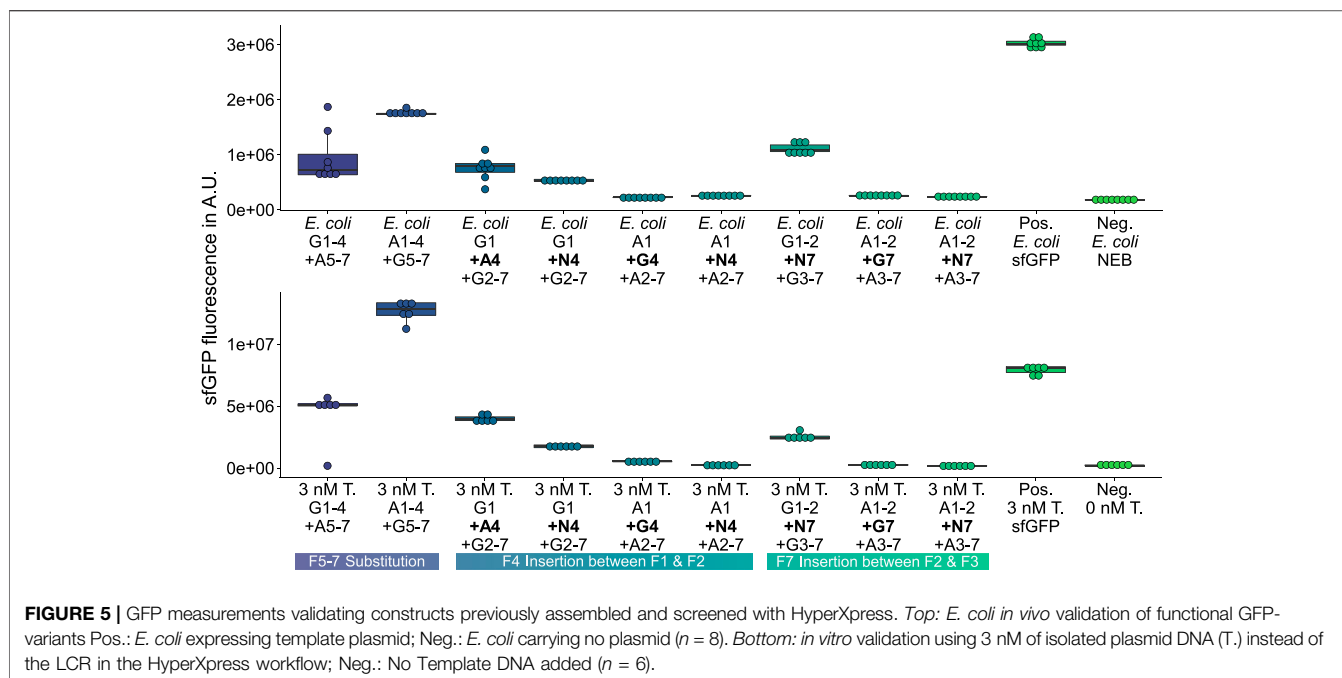 sfGFP fluorescence in A.U.
3e+06
2e+06
1e+06
0e+00
E. coli E. coli E. coli E. coli E. coli E. coli E. coli E. coli E. coli Pos. Neg.
G1-4 A1-4 G1 G1 A1 A1 G1-2 A1-2 A1-2 E. coli E. coli
+A5-7 +G5-7 +A4 +N4 +G4 +N4 +N7 +G7 +N7 sfGFP NEB
+G2-7 +G2-7 +A2-7 +A2-7 +G3-7 +A3-7 +A3-7
1e+07
5e+06
0e+00
3 nM T. 3 nM T. 3 nM T. 3 nM T. 3 nM T. 3 nM T. 3 nM T. 3 nM T. 3 nM T. Pos. Neg.
G1-4 A1-4 G1 G1 A1 A1 G1-2 A1-2 A1-2 3 nM T. 0 nM T.
+A5-7 +G5-7 +A4 +N4 +G4 +N4 +N7 +G7 +N7 sfGFP
+G2-7 +G2-7 +A2-7 +A2-7 +G3-7 +A3-7 +A3-7
F5-7 Substitution F4 Insertion between F1 & F2 F7 Insertion between F2 & F3
FIGURE 5 | GFP measurements validating constructs previously assembled and screened with HyperXpress. Top: E. coli in vivo validation of functional GFP-
variants Pos.: E. coli expressing template plasmid; Neg.: E. coli carrying no plasmid (n = 8). Bottom: in vitro validation using 3 nM of isolated plasmid DNA (T.) instead of
the LCR in the HyperXpress workflow; Neg.: No Template DNA added (n = 6).